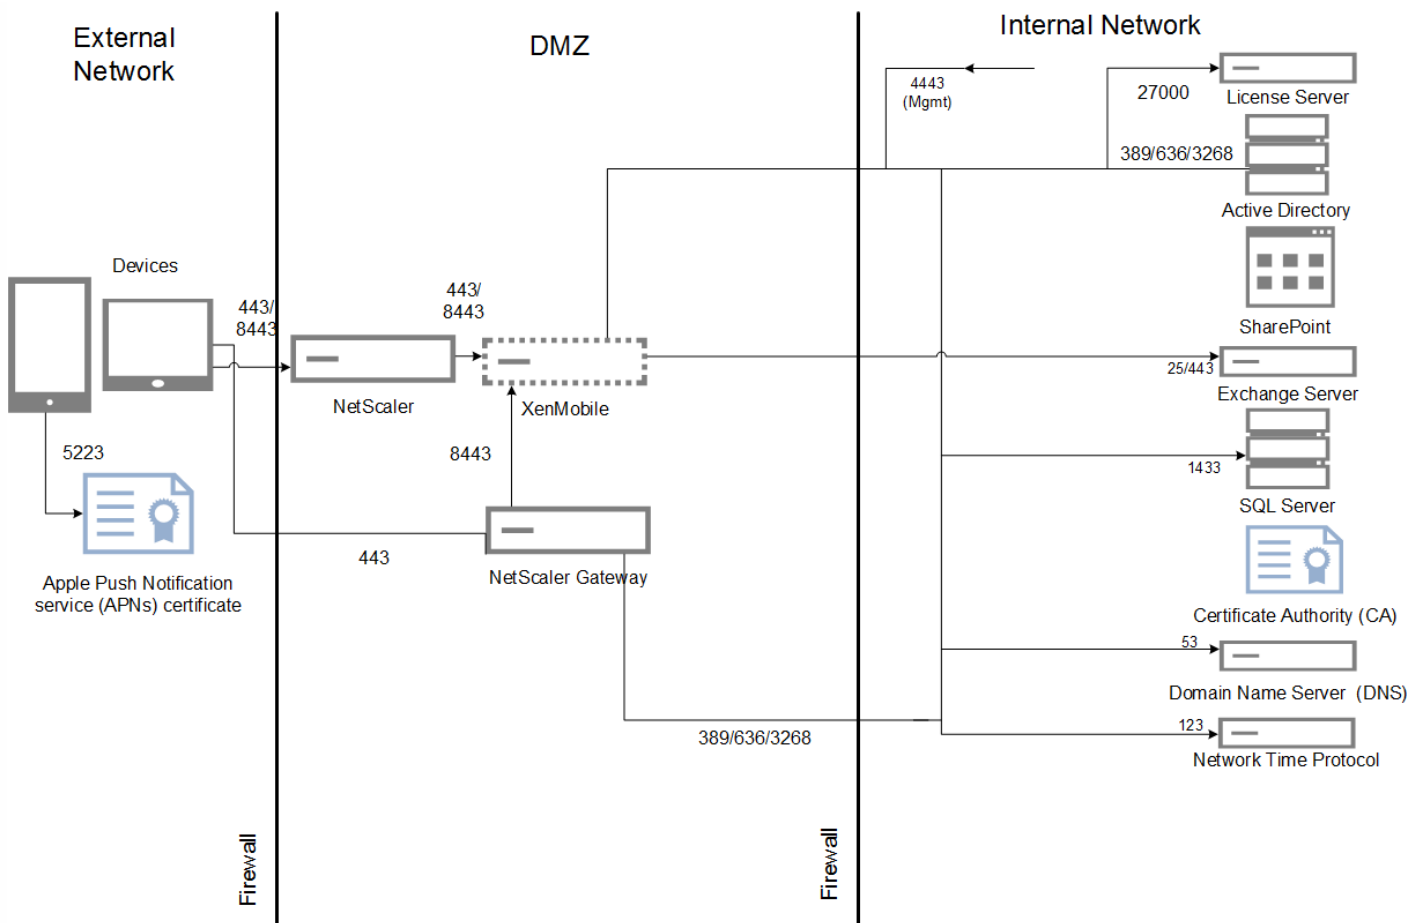 External
Network
DMZ
Internal Network
4443
(Mgmt)
27000
License Server
389/636/3268
Active Directory
SharePoint
Devices
443/
8443
443/
8443
NetScaler
XenMobile
25/443
Exchange Server
5223
8443
1433
SQL Server
443
NetScaler Gateway
Apple Push Notification
service (APNs) certificate
Certificate Authority (CA)
53
Domain Name Server (DNS)
389/636/3268
123
Network Time Protocol
Firewall
Firewall